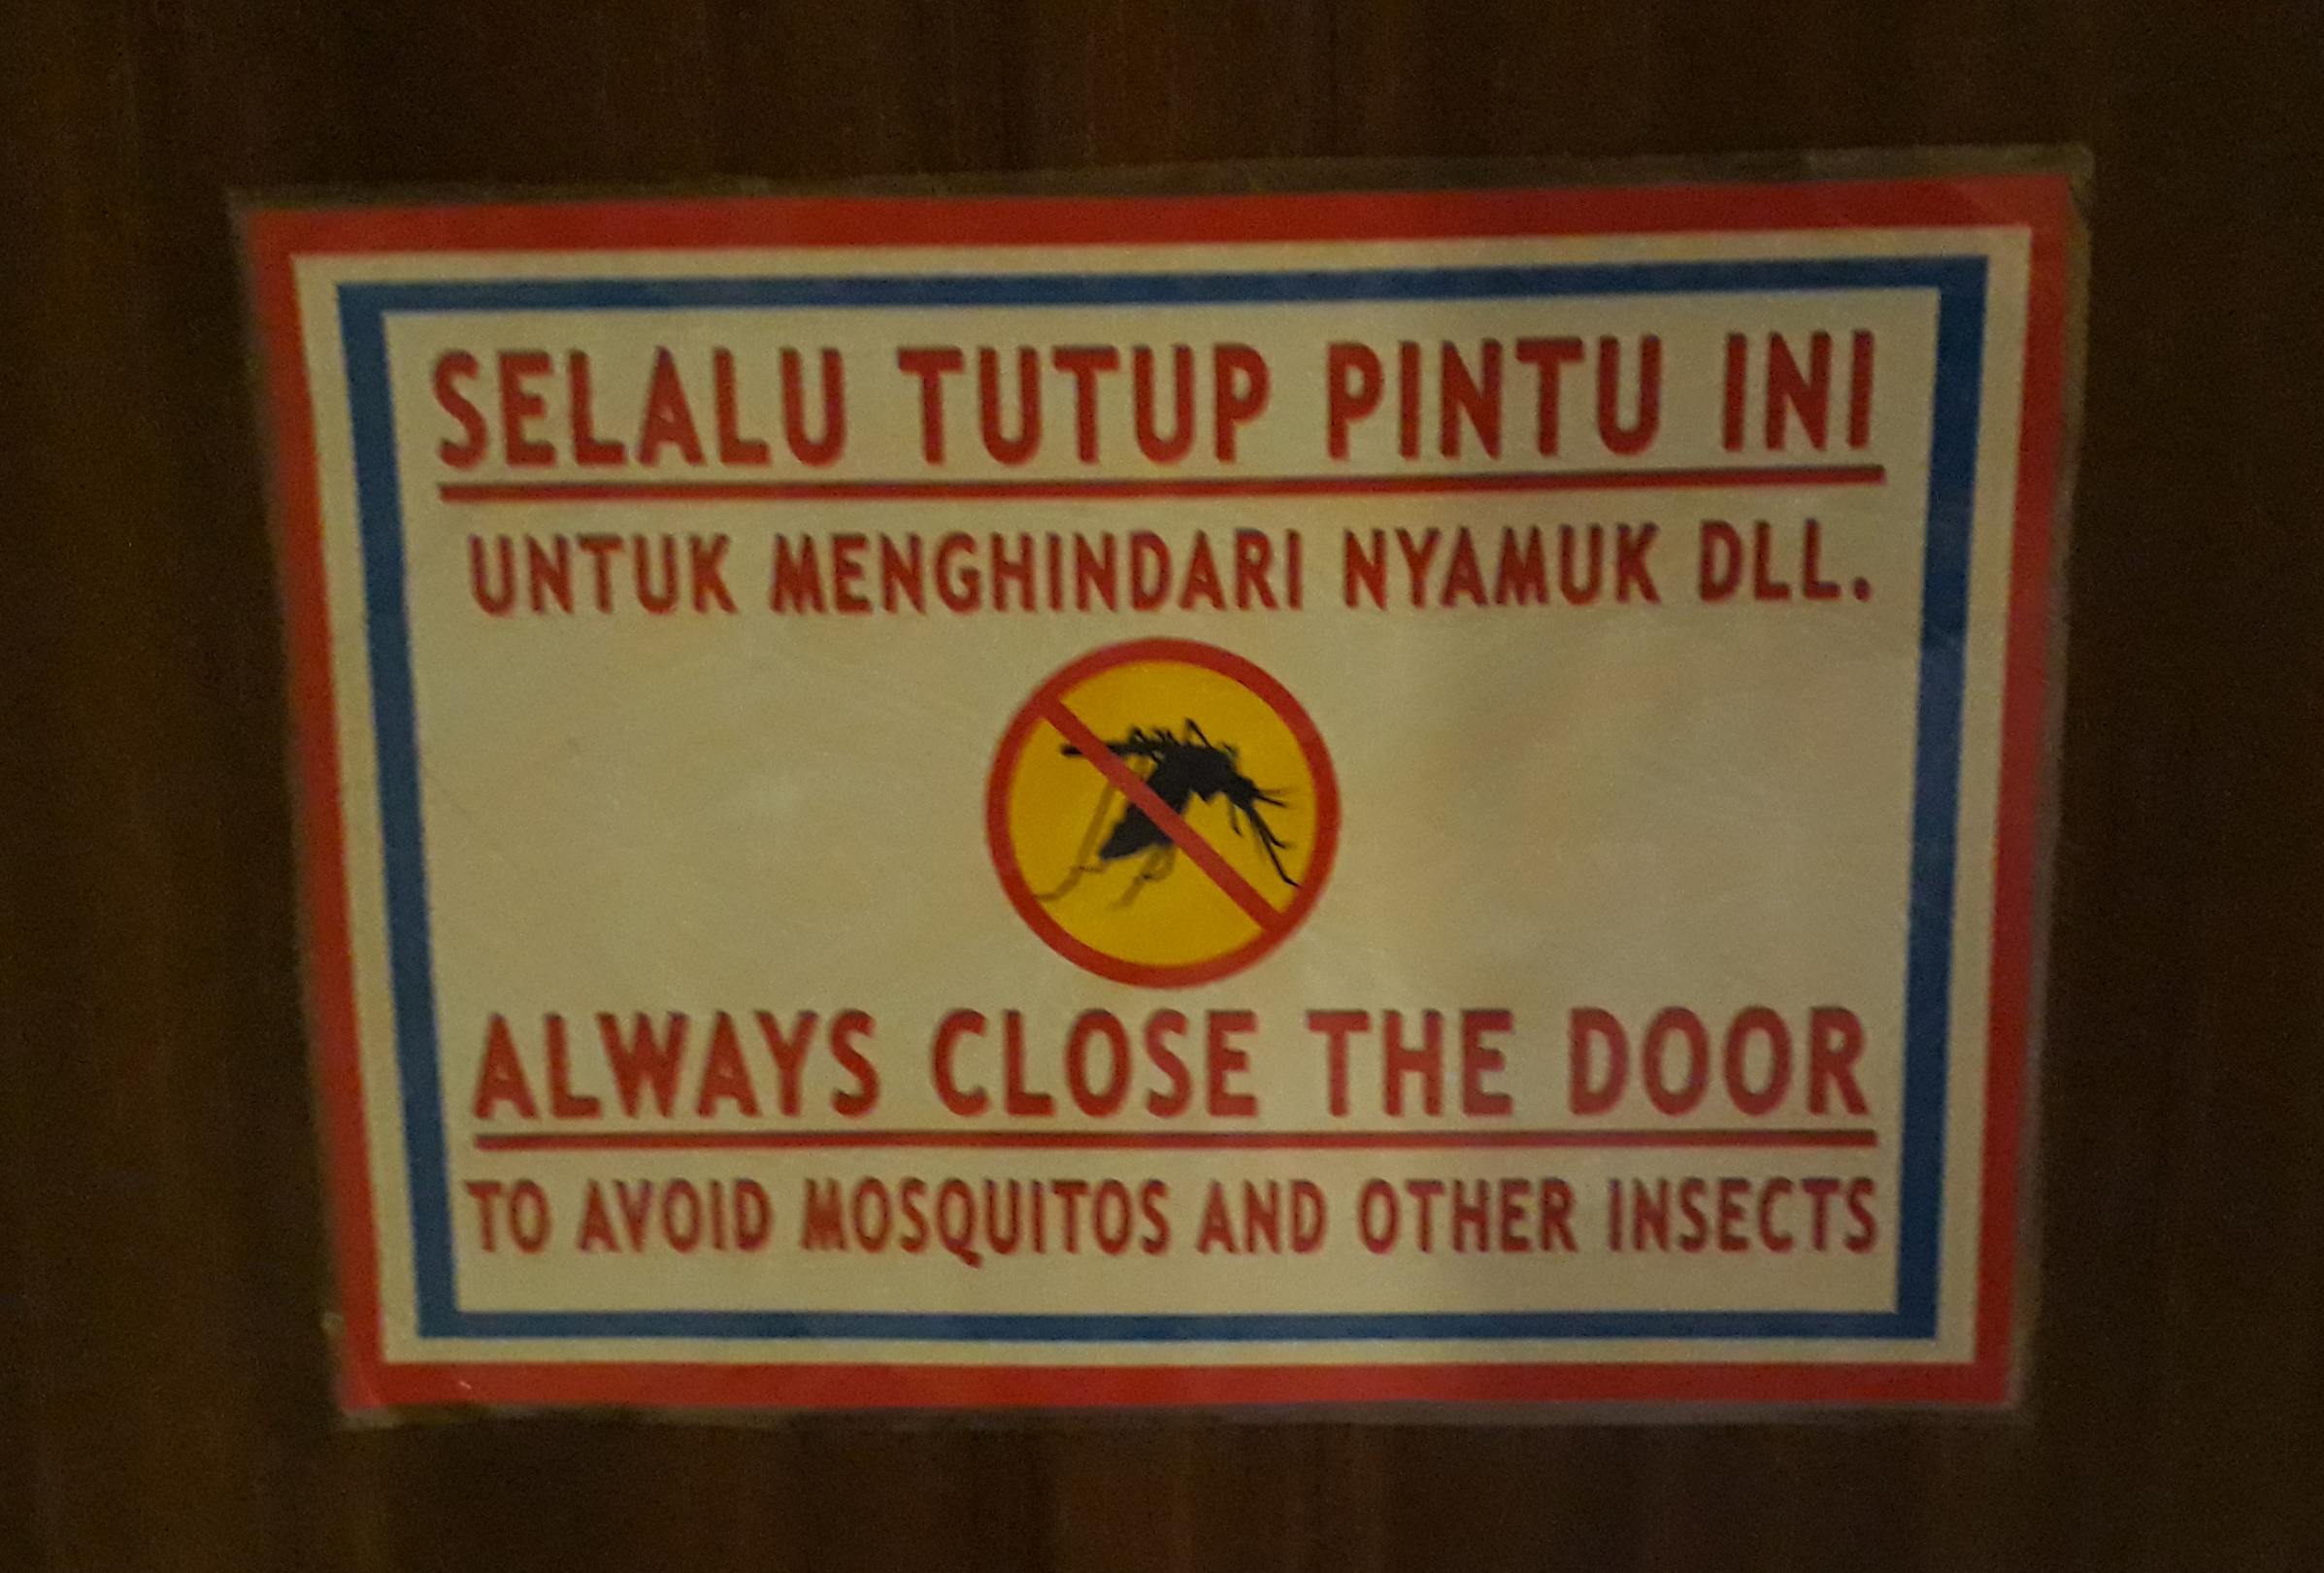 SELALU TUTUP PINTU INI
UNTUK MENGHINDARI NYAMUK DLL.
ALWAYS CLOSE THE DOOR
TO AVOID MOSQUITOS AND OTHER INSECTS